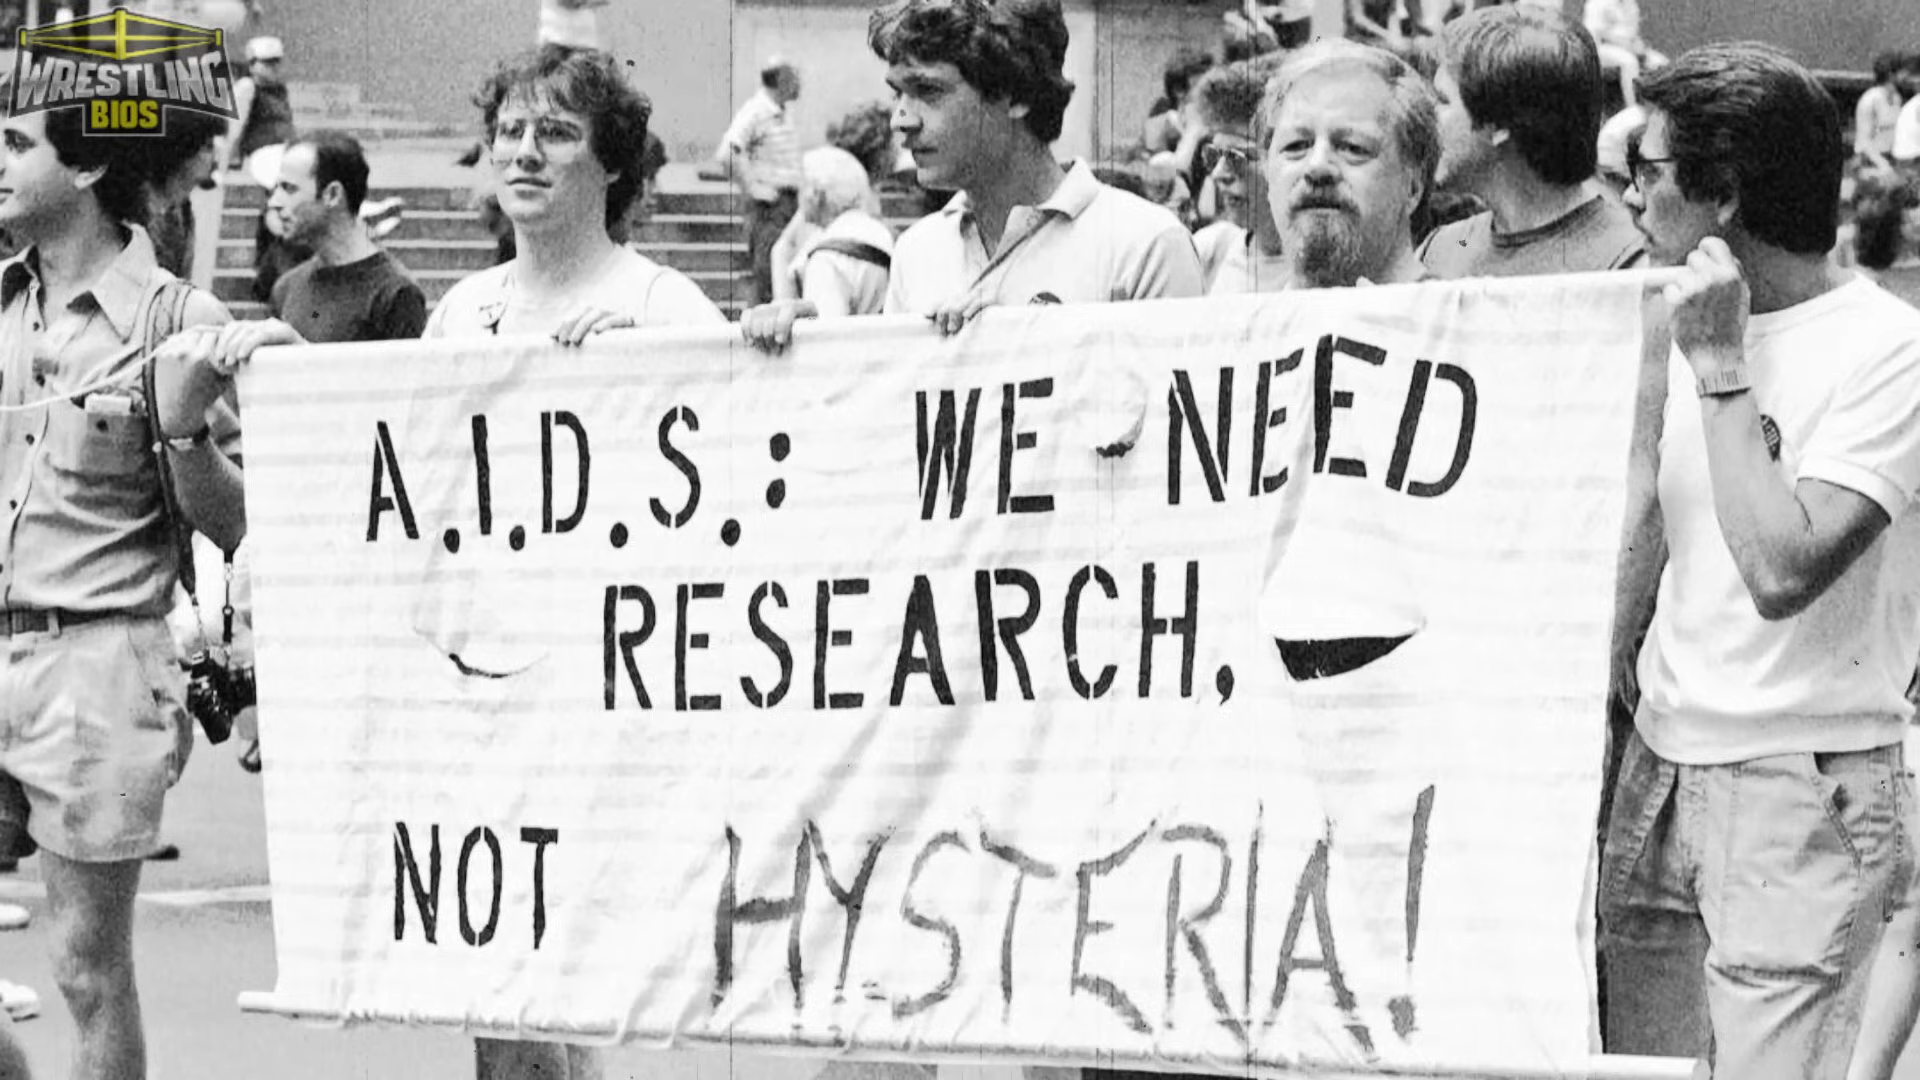 WRESTLING
BIOS
A.I.D.S.: WE NEED
RESEARCH,
NOT HYSTERIA!